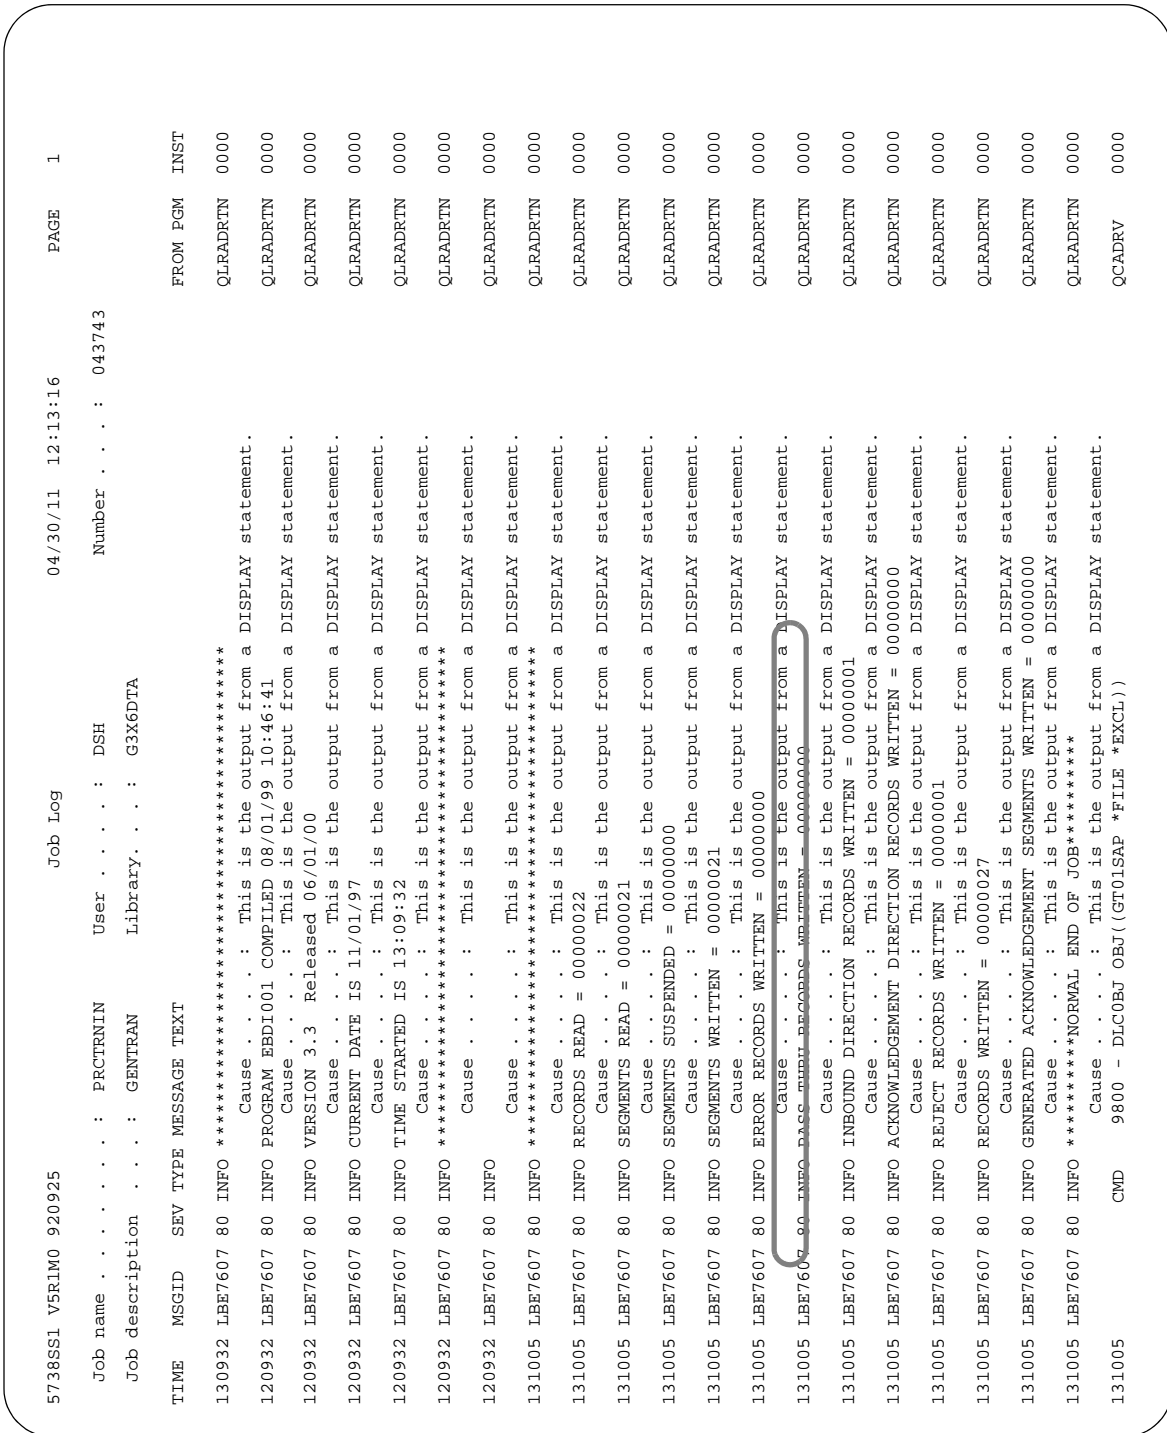 5738SS1 V5R1M0 920925 Job Log 04/30/11 12:13:16 PAGE 1
Job name . . . . . . . : PRCTRNIN User . . . . : DSH Number . . . : 043743
Job description . . . : GENTRAN Library. . . : G3X6DTA
TIME MSGID SEV TYPE MESSAGE TEXT FROM PGM INST
130932 LBE7607 80 INFO ******************************************** QLRADRTN 0000
Cause . . . . . : This is the output from a DISPLAY statement.
120932 LBE7607 80 INFO PROGRAM EBDI001 COMPILED 08/01/99 10:46:41 QLRADRTN 0000
Cause . . . . . : This is the output from a DISPLAY statement.
120932 LBE7607 80 INFO VERSION 3.3 Released 06/01/00 QLRADRTN 0000
Cause . . . . . : This is the output from a DISPLAY statement.
120932 LBE7607 80 INFO CURRENT DATE IS 11/01/97 QLRADRTN 0000
Cause . . . . . : This is the output from a DISPLAY statement.
120932 LBE7607 80 INFO TIME STARTED IS 13:09:32 QLRADRTN 0000
Cause . . . . . : This is the output from a DISPLAY statement.
120932 LBE7607 80 INFO ******************************************** QLRADRTN 0000
Cause . . . . . : This is the output from a DISPLAY statement.
120932 LBE7607 80 INFO QLRADRTN 0000
Cause . . . . . : This is the output from a DISPLAY statement.
131005 LBE7607 80 INFO ******************************************** QLRADRTN 0000
Cause . . . . . : This is the output from a DISPLAY statement.
131005 LBE7607 80 INFO RECORDS READ = 00000022 QLRADRTN 0000
Cause . . . . . : This is the output from a DISPLAY statement.
131005 LBE7607 80 INFO SEGMENTS READ = 00000021 QLRADRTN 0000
Cause . . . . . : This is the output from a DISPLAY statement.
131005 LBE7607 80 INFO SEGMENTS SUSPENDED = 00000000 QLRADRTN 0000
Cause . . . . . : This is the output from a DISPLAY statement.
131005 LBE7607 80 INFO SEGMENTS WRITTEN = 00000021 QLRADRTN 0000
Cause . . . . . : This is the output from a DISPLAY statement.
131005 LBE7607 80 INFO ERROR RECORDS WRITTEN = 00000000 QLRADRTN 0000
Cause . . . . . : This is the output from a DISPLAY statement.
131005 LBE7607 80 INFO PASS THRU RECORDS WRITTEN = 00000000 QLRADRTN 0000
Cause . . . . . : This is the output from a DISPLAY statement.
131005 LBE7607 80 INFO INBOUND DIRECTION RECORDS WRITTEN = 00000001 QLRADRTN 0000
Cause . . . . . : This is the output from a DISPLAY statement.
131005 LBE7607 80 INFO ACKNOWLEDGEMENT DIRECTION RECORDS WRITTEN = 00000000 QLRADRTN 0000
Cause . . . . . : This is the output from a DISPLAY statement.
131005 LBE7607 80 INFO REJECT RECORDS WRITTEN = 00000001 QLRADRTN 0000
Cause . . . . . : This is the output from a DISPLAY statement.
131005 LBE7607 80 INFO RECORDS WRITTEN = 00000027 QLRADRTN 0000
Cause . . . . . : This is the output from a DISPLAY statement.
131005 LBE7607 80 INFO GENERATED ACKNOWLEDGEMENT SEGMENTS WRITTEN = 00000000 QLRADRTN 0000
Cause . . . . . : This is the output from a DISPLAY statement.
131005 LBE7607 80 INFO **********NORMAL END OF JOB********** QLRADRTN 0000
Cause . . . . . : This is the output from a DISPLAY statement.
131005 CMD 9800 - DLC0BJ OBJ((GT01SAP *FILE *EXCL)) QCADRV 0000